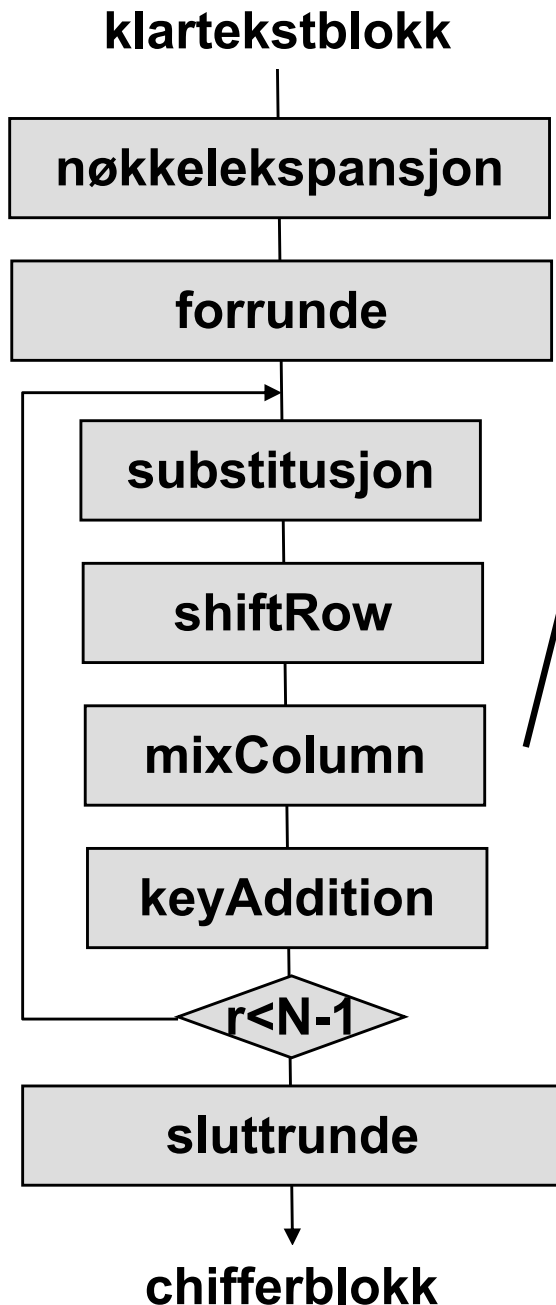 klartekstblokk
nøkkelekspansjon
forrunde
substitusjon
shiftRow
mixColumn
keyAddition
r<N-1
sluttrunde
chifferblokk